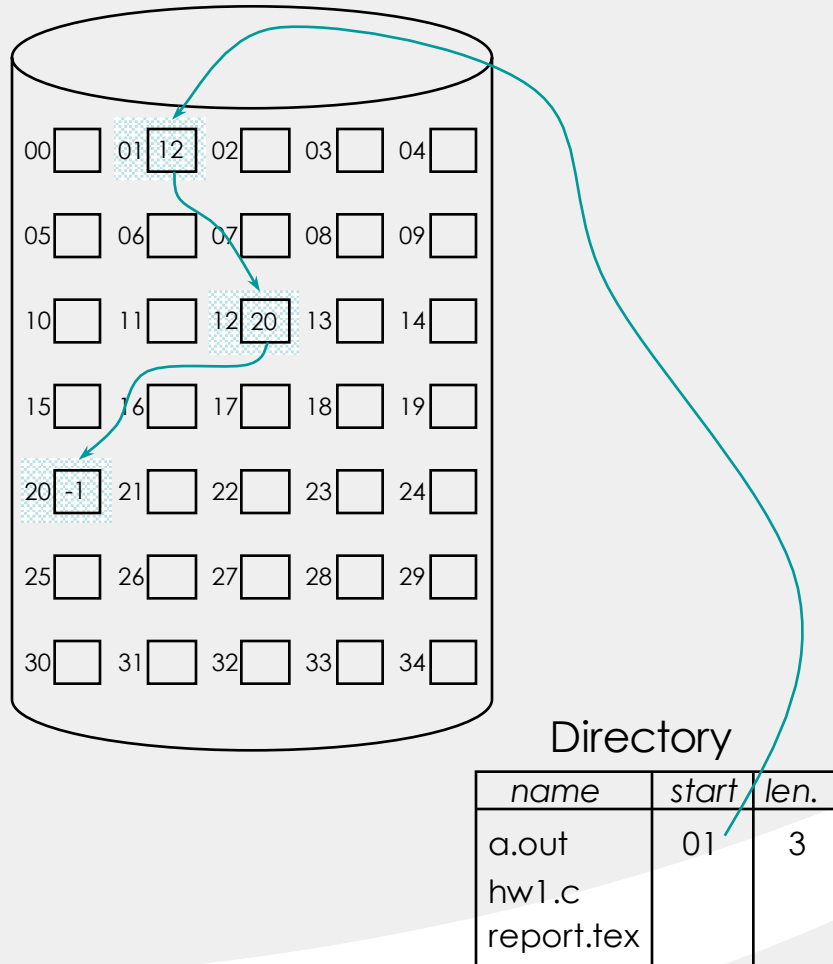 00 01 12 02 03 04
05 06 07 08 09
10 11 12 20 13 14
15 16 17 18 19
20 -1 21 22 23 24
25 26 27 28 29
30 31 32 33 34
Directory
name start len.
a.out 01 3
hw1.c
report.tex